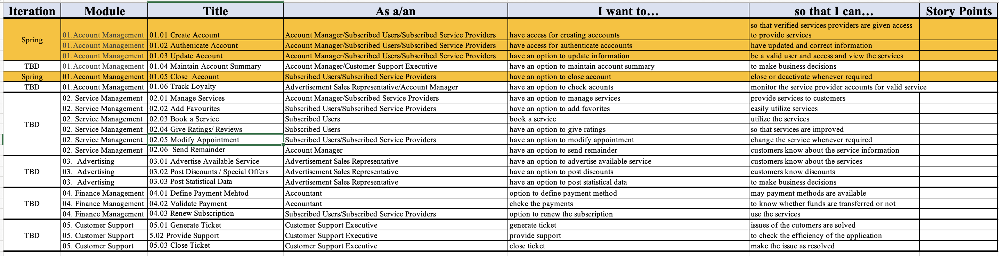 Iteration Module Title As a/an I want to... so that I can... Story Points
Spring
01.Account Management 01.01 Create Account Account Manager/Subscribed Users/Subscribed Service Providers have access for creating acccounts so that verified services providers are given access
to provide services
01.Account Management 01.02 Authenicate Account Account Manager/Subscribed Users/Subscribed Service Providers have access for authenticate acccounts have updated and correct information
01.Account Management 01.03 Update Account Account Manager/Subscribed Users/Subscribed Service Providers have an option to update information be a valid user and access and view the services
TBD 01.Account Management 01.04 Maintain Account Summary Account Manager/Customer Support Executive have an option to maintain account summary to make business decisions
Spring 01.Account Management 01.05 Close  Account Subscribed Users/Subscribed Service Providers have an option to close account close or deactivate whenever required
TBD 01.Account Management 01.06 Track Loyalty Advertisement Sales Representative/Account Manager have an option to check acounts monitor the service provider accounts for valid service
TBD
02. Service Management 02.01 Manage Services Account Manager/Subscribed Service Providers have an option to manage services provide services to customers
02. Service Management 02.02 Add Favourites Subscribed Users/Subscribed Service Providers have an option to add favorites easily utilize services
02. Service Management 02.03 Book a Service Subscribed Users book a service utilize the services
02. Service Management 02.04 Give Ratings/ Reviews Subscribed Users have an option to give ratings so that services are improved
02. Service Management 02.05 Modify Appointment Subscribed Users/Subscribed Service Providers have an option to modify appointment change the service whenever required
02. Service Management 02.06  Send Remainder Account Manager have an option to send remainder customers know about the service information
TBD
03.  Advertising 03.01 Advertise Available Service Advertisement Sales Representative have an option to advertise available service customers know about the services
03.  Advertising 03.02 Post Discounts / Special Offers Advertisement Sales Representative have an option to post discounts customers know discounts
03.  Advertising 03.03 Post Statistical Data Advertisement Sales Representative have an option to post statistical data to make business decisions
TBD
04. Finance Management 04.01 Define Payment Mehtod Accountant option to define payment method may payment methods are available
04. Finance Management 04.02 Validate Payment Accountant chekc the payments to know whether funds are transferred or not
04. Finance Management 04.03 Renew Subscription Subscribed Users/Subscribed Service Providers option to renew the subscription use the services
TBD
05. Customer Support 05.01 Generate Ticket Customer Support Executive generate ticket issues of the cutomers are solved
05. Customer Support 5.02 Provide Support Customer Support Executive provide support to check the efficiency of the application
05. Customer Support 05.03 Close Ticket Customer Support Executive close ticket make the issue as resolved